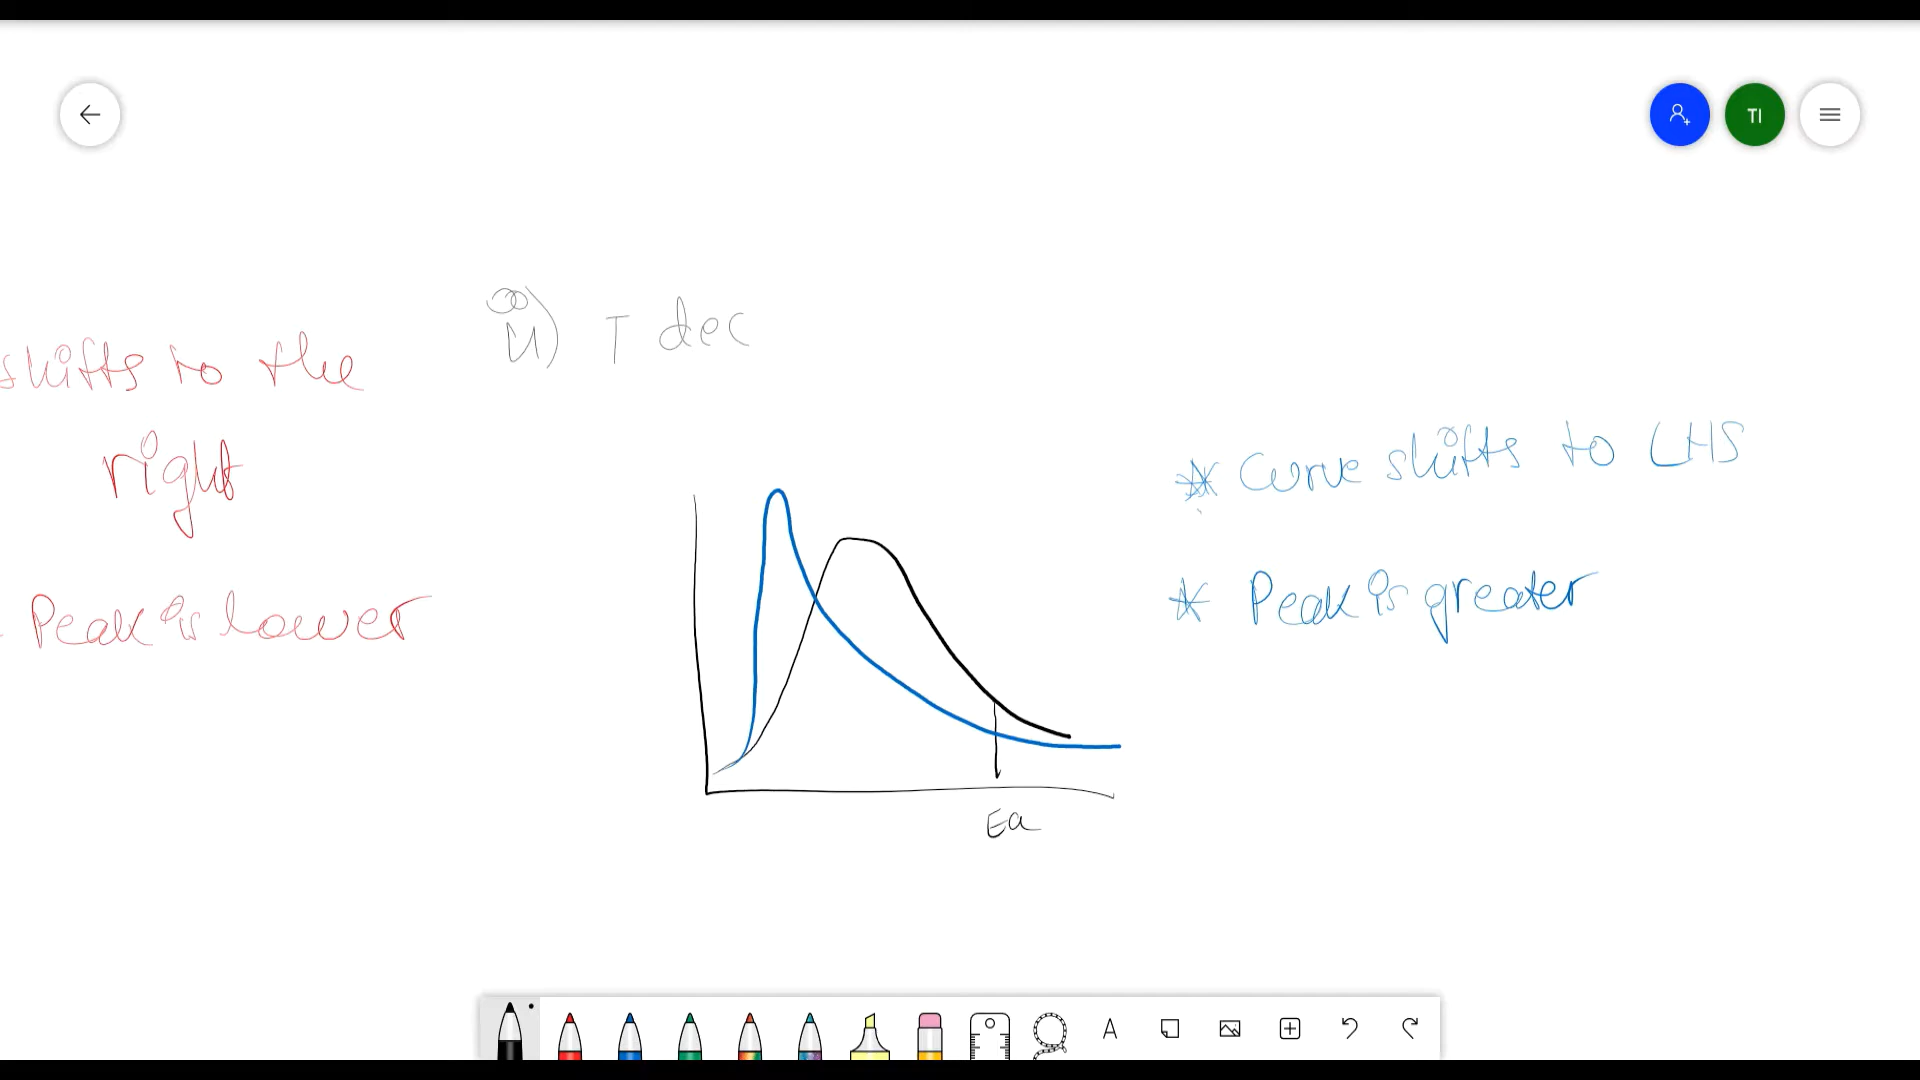 TI
shifts to the
right
Peak is lower
ii) T dec
* Curve shifts to LHS
* Peak is greater
Ea
A